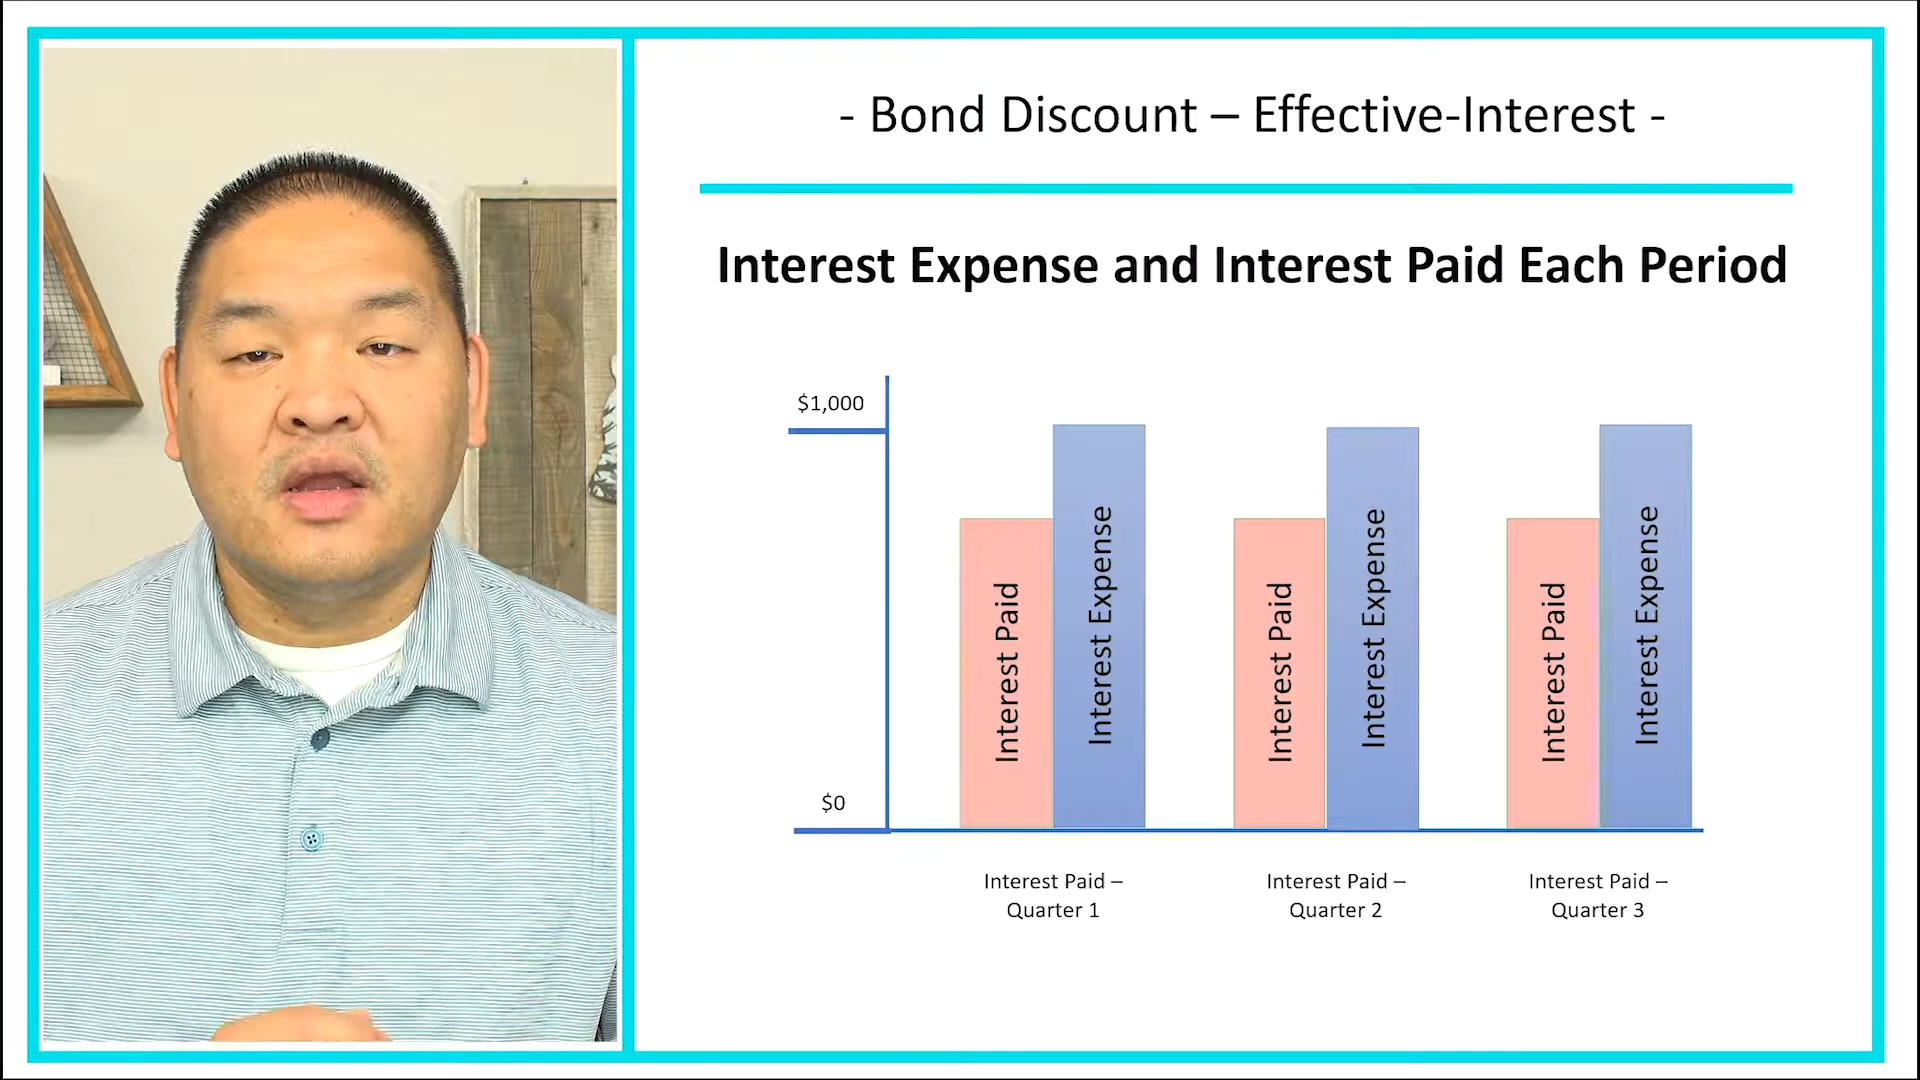 - Bond Discount – Effective-Interest -
Interest Expense and Interest Paid Each Period
$1,000
$0
Interest Paid
Interest Expense
Interest Paid
Interest Expense
Interest Paid
Interest Expense
Interest Paid –
Quarter 1
Interest Paid –
Quarter 2
Interest Paid –
Quarter 3